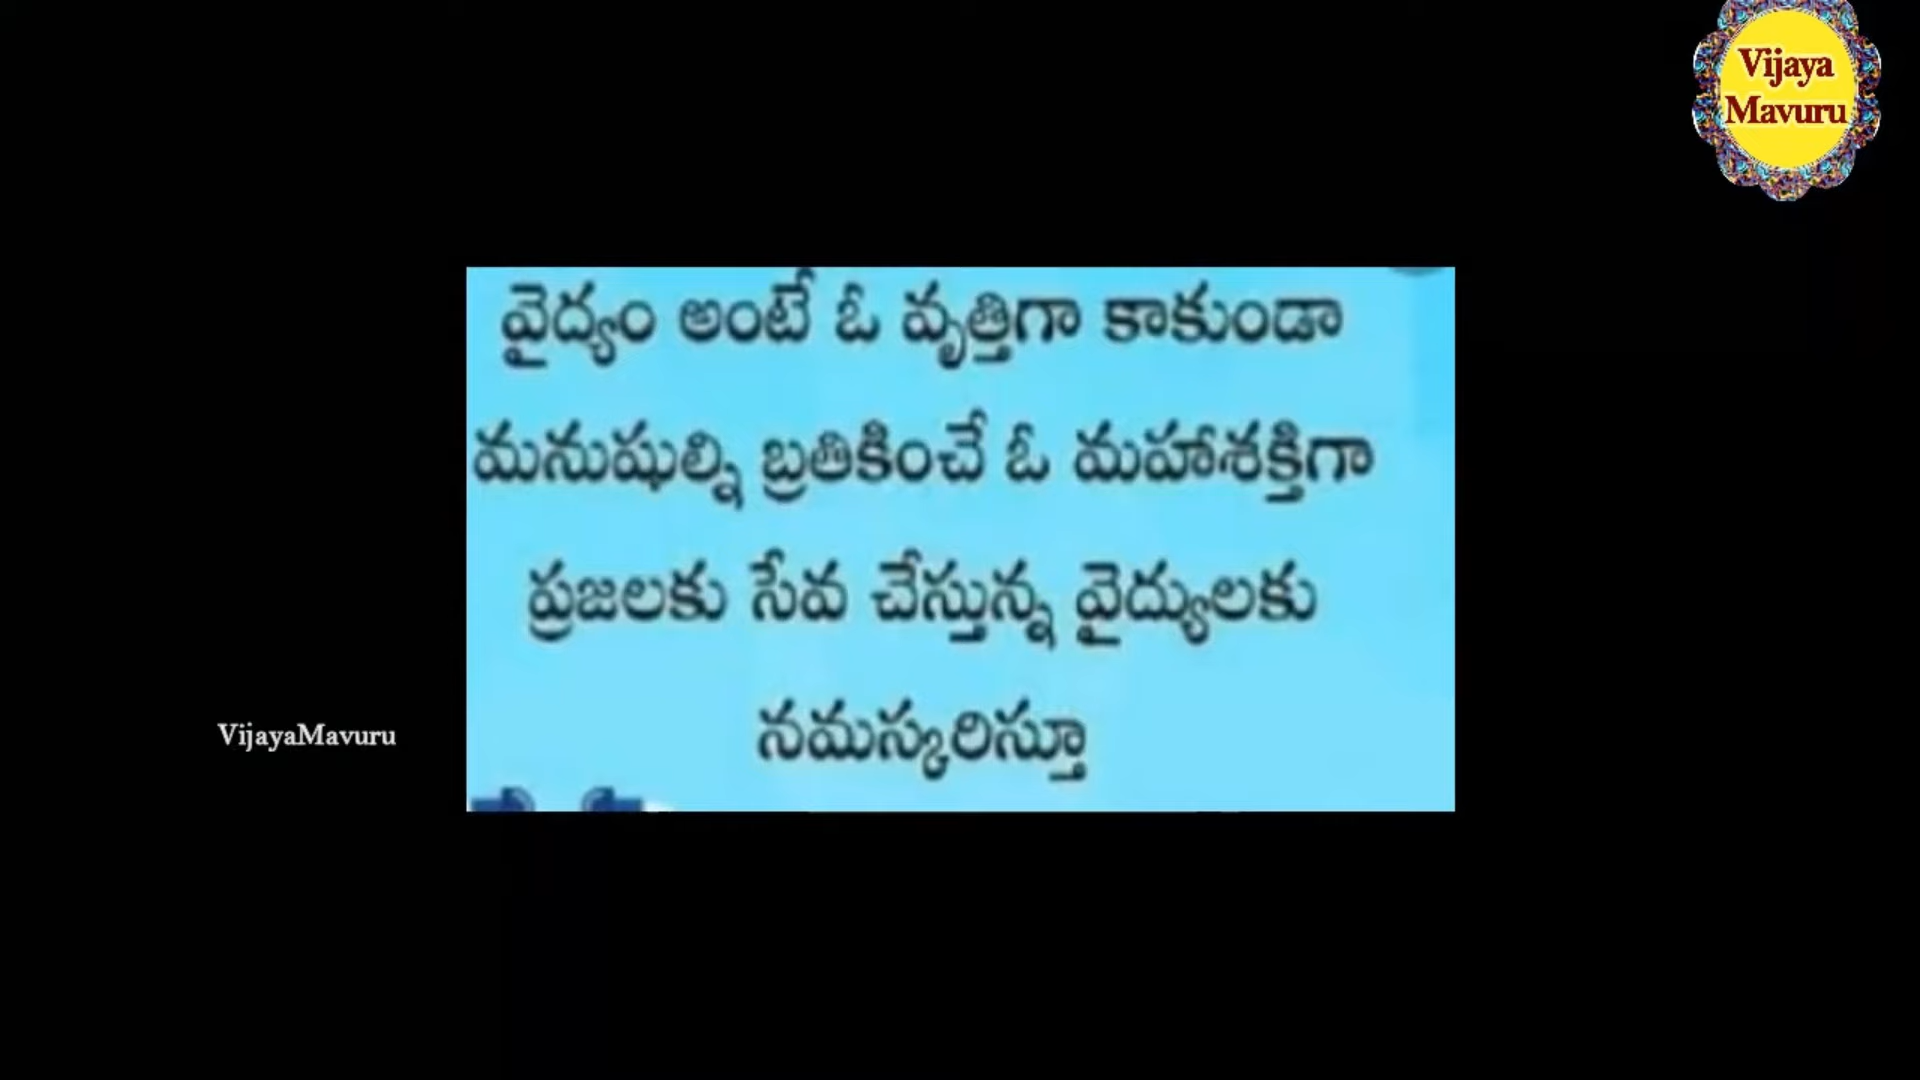 Vijaya
Mavuru
వైద్యం అంటే ఓ వృత్తిగా కాకుండా
మనుషుల్ని బ్రతికించే ఓ మహాశక్తిగా
ప్రజలకు సేవ చేస్తున్న వైద్యులకు
నమస్కరిస్తూ
VijayaMavuru